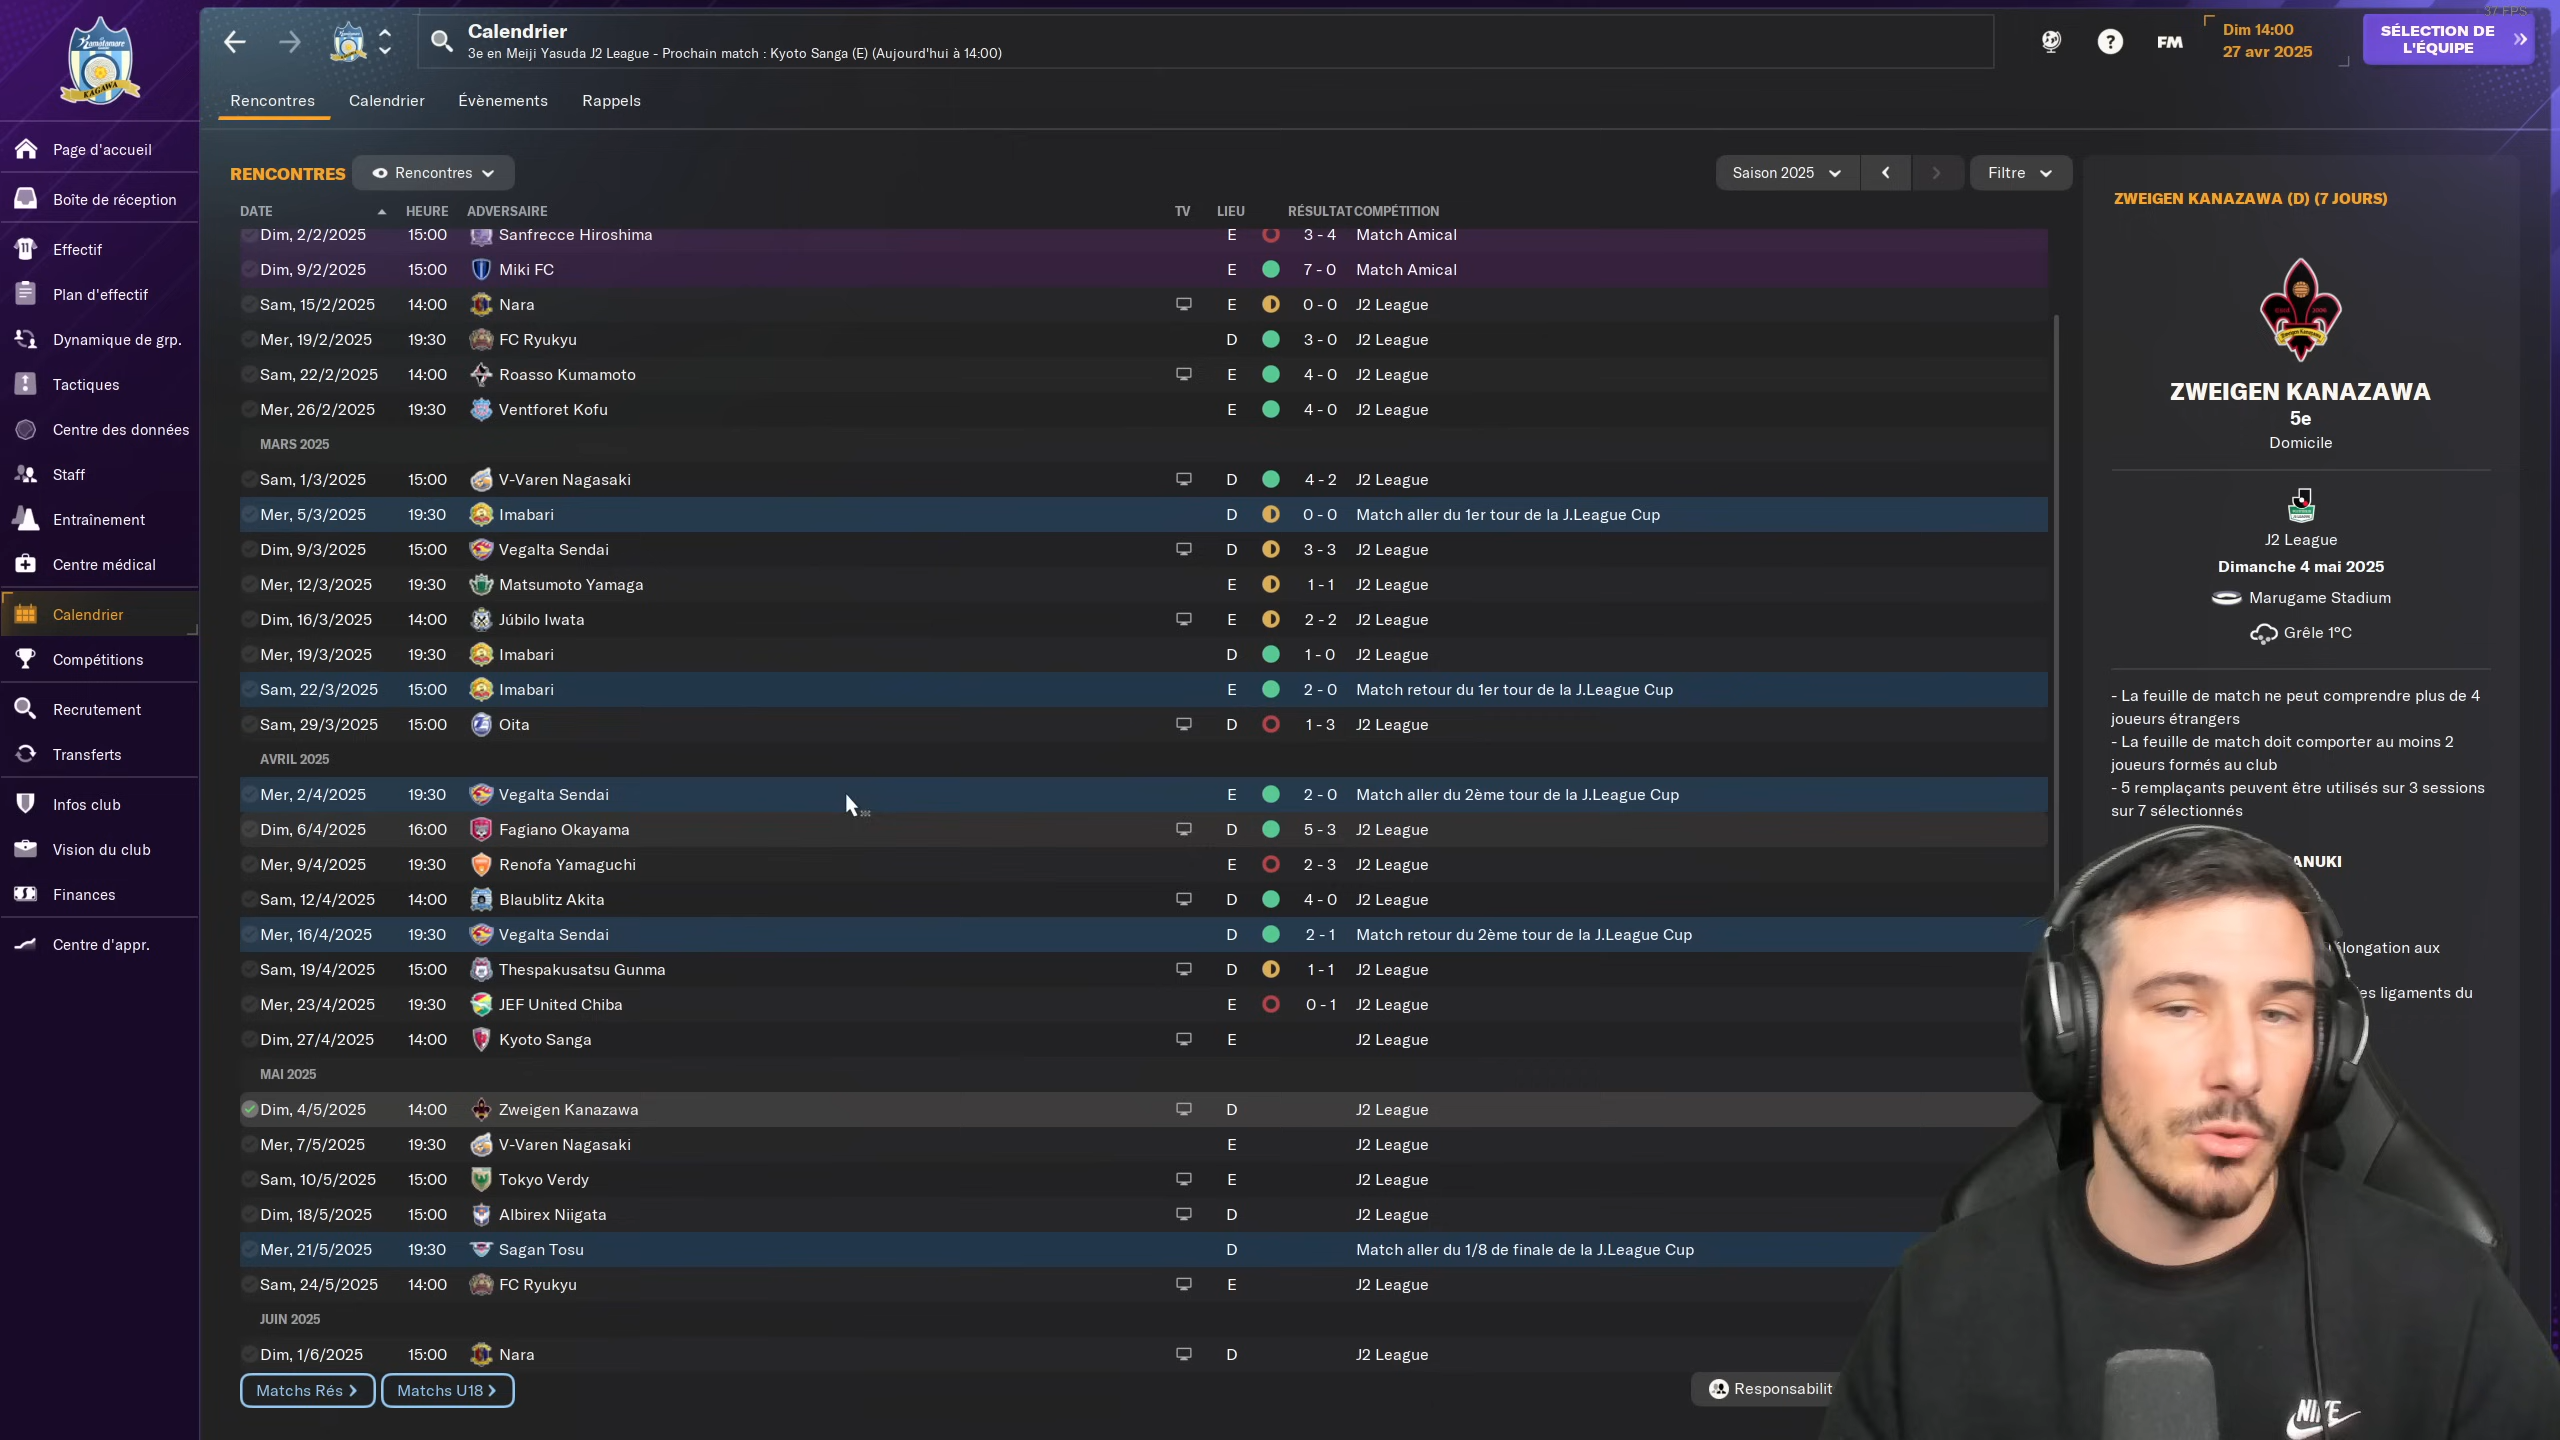 37 FPS
Calendrier
3e en Meiji Yasuda J2 League - Prochain match : Kyoto Sanga (E) (Aujourd'hui à 14:00)
FM
Dim 14:00
27 avr 2025
SÉLECTION DE
L'ÉQUIPE
KAGAWA
Rencontres Calendrier Évènements Rappels
Page d'accueil
Boîte de réception
Effectif
Plan d'effectif
Dynamique de grp.
Tactiques
Centre des données
Staff
Entraînement
Centre médical
Calendrier
Compétitions
Recrutement
Transferts
Infos club
Vision du club
Finances
Centre d'appr.
RENCONTRES Rencontres Saison 2025 Filtre
DATE HEURE ADVERSAIRE TV LIEU RÉSULTAT COMPÉTITION
Dim, 2/2/2025 15:00 Sanfrecce Hiroshima E 3 - 4 Match Amical
Dim, 9/2/2025 15:00 Miki FC E 7 - 0 Match Amical
Sam, 15/2/2025 14:00 Nara E 0 - 0 J2 League
Mer, 19/2/2025 19:30 FC Ryukyu D 3 - 0 J2 League
Sam, 22/2/2025 14:00 Roasso Kumamoto E 4 - 0 J2 League
Mer, 26/2/2025 19:30 Ventforet Kofu E 4 - 0 J2 League
MARS 2025
Sam, 1/3/2025 15:00 V-Varen Nagasaki D 4 - 2 J2 League
Mer, 5/3/2025 19:30 Imabari D 0 - 0 Match aller du 1er tour de la J.League Cup
Dim, 9/3/2025 15:00 Vegalta Sendai D 3 - 3 J2 League
Mer, 12/3/2025 19:30 Matsumoto Yamaga E 1 - 1 J2 League
Dim, 16/3/2025 14:00 Júbilo Iwata E 2 - 2 J2 League
Mer, 19/3/2025 19:30 Imabari D 1 - 0 J2 League
Sam, 22/3/2025 15:00 Imabari E 2 - 0 Match retour du 1er tour de la J.League Cup
Sam, 29/3/2025 15:00 Oita D 1 - 3 J2 League
AVRIL 2025
Mer, 2/4/2025 19:30 Vegalta Sendai E 2 - 0 Match aller du 2ème tour de la J.League Cup
Dim, 6/4/2025 16:00 Fagiano Okayama D 5 - 3 J2 League
Mer, 9/4/2025 19:30 Renofa Yamaguchi E 2 - 3 J2 League
Sam, 12/4/2025 14:00 Blaublitz Akita D 4 - 0 J2 League
Mer, 16/4/2025 19:30 Vegalta Sendai D 2 - 1 Match retour du 2ème tour de la J.League Cup
Sam, 19/4/2025 15:00 Thespakusatsu Gunma D 1 - 1 J2 League
Mer, 23/4/2025 19:30 JEF United Chiba E 0 - 1 J2 League
Dim, 27/4/2025 14:00 Kyoto Sanga E J2 League
MAI 2025
Dim, 4/5/2025 14:00 Zweigen Kanazawa D J2 League
Mer, 7/5/2025 19:30 V-Varen Nagasaki E J2 League
Sam, 10/5/2025 15:00 Tokyo Verdy E J2 League
Dim, 18/5/2025 15:00 Albirex Niigata D J2 League
Mer, 21/5/2025 19:30 Sagan Tosu D Match aller du 1/8 de finale de la J.League Cup
Sam, 24/5/2025 14:00 FC Ryukyu E J2 League
JUIN 2025
Dim, 1/6/2025 15:00 Nara D J2 League
Matchs Rés Matchs U18 Responsabilit
ZWEIGEN KANAZAWA (D) (7 JOURS)
ZWEIGEN KANAZAWA
5e
Domicile
J2 League
Dimanche 4 mai 2025
Marugame Stadium
Grêle 1°C
- La feuille de match ne peut comprendre plus de 4
joueurs étrangers
- La feuille de match doit comporter au moins 2
joueurs formés au club
- 5 remplaçants peuvent être utilisés sur 3 sessions
sur 7 sélectionnés
ANUKI
longation aux
es ligaments du
NIKE